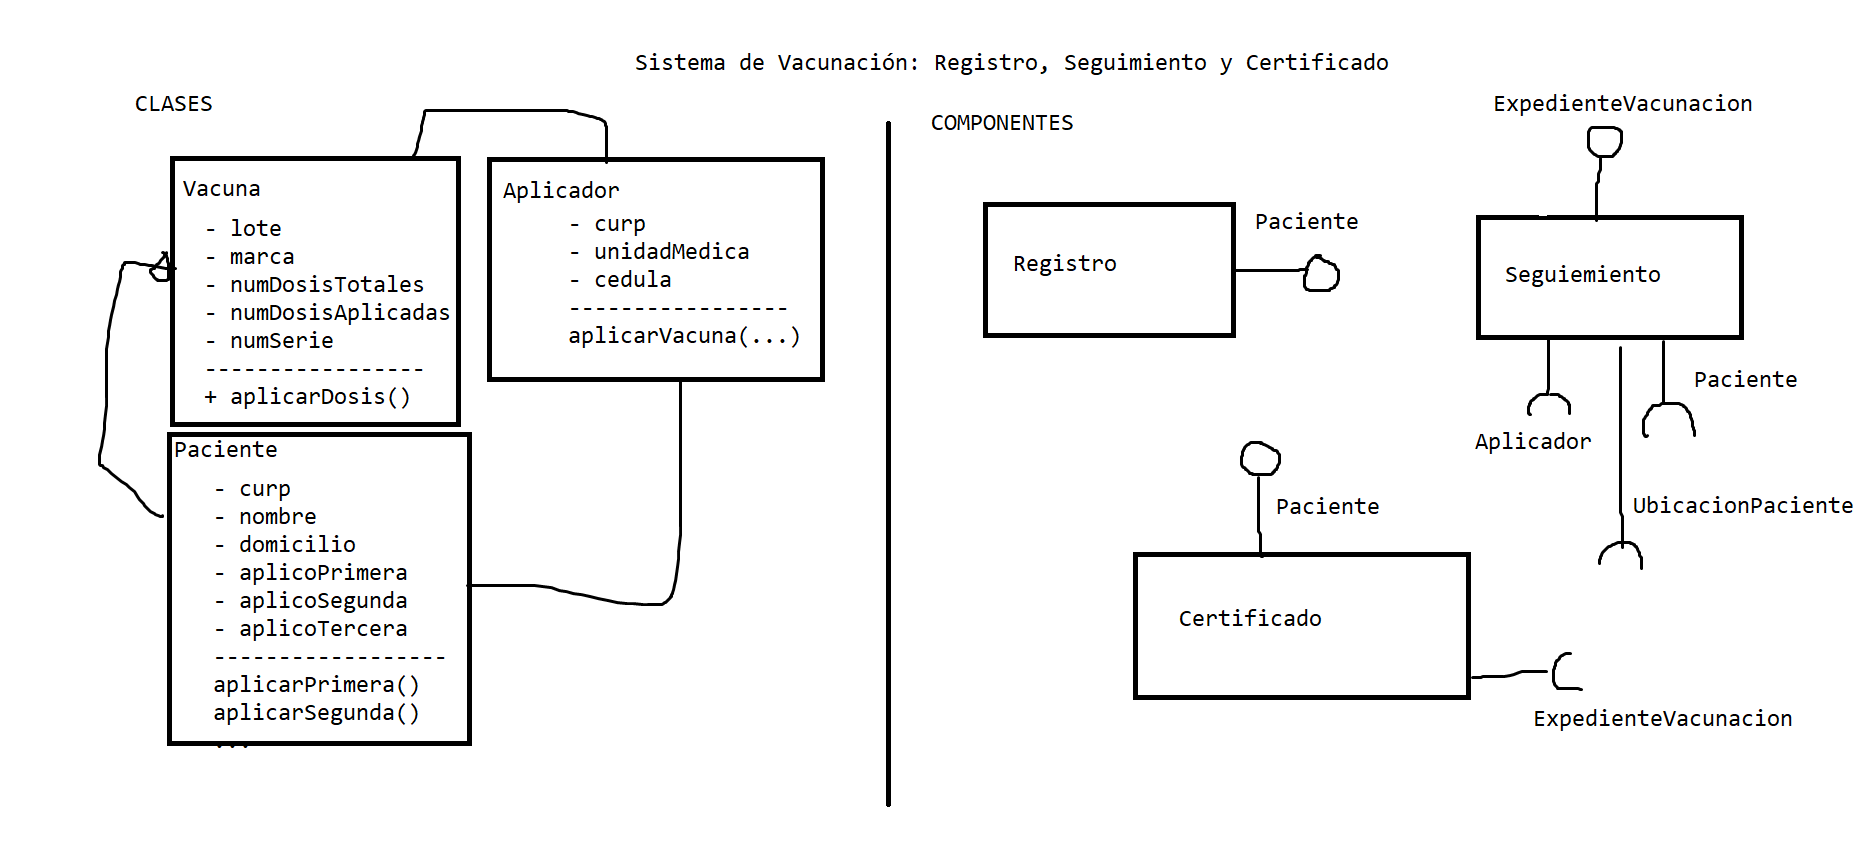 Sistema de Vacunación: Registro, Seguimiento y Certificado
CLASES
Vacuna
- lote
- marca
- numDosisTotales
- numDosisAplicadas
- numSerie
-----------------
+ aplicarDosis()
Aplicador
- curp
- unidadMedica
- cedula
-----------------
aplicarVacuna(...)
Paciente
- curp
- nombre
- domicilio
- aplicoPrimera
- aplicoSegunda
- aplicoTercera
------------------
aplicarPrimera()
aplicarSegunda()
...
COMPONENTES
Registro
Paciente
ExpedienteVacunacion
Seguiemiento
Aplicador
Paciente
UbicacionPaciente
Paciente
Certificado
ExpedienteVacunacion